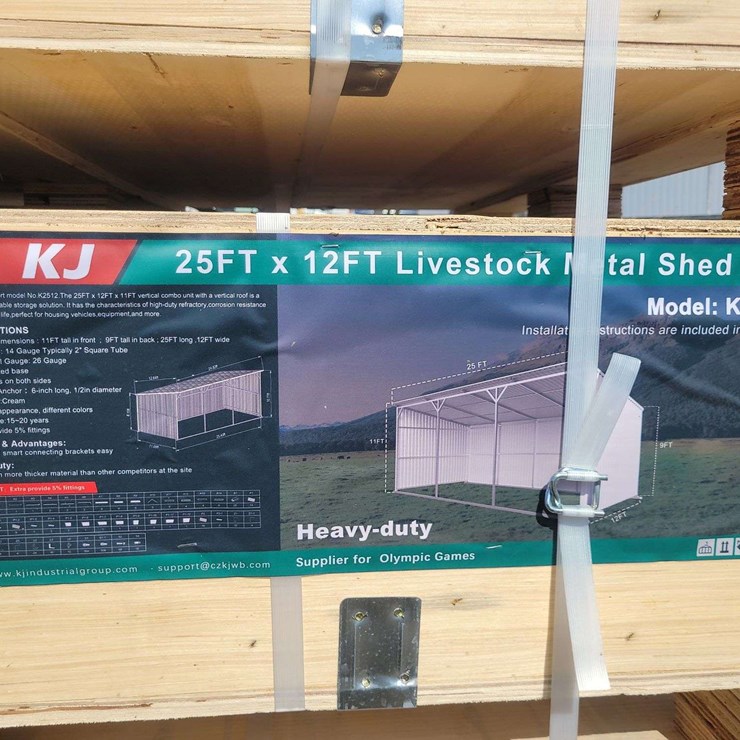 KJ
25FT x 12FT Livestock Metal Shed
rt model No.K2512.The 25FT x 12FT x 11FT vertical combo unit with a vertical roof is a
able storage solution. It has the characteristics of high-duty refractory,corrosion resistance
life,perfect for housing vehicles,equipment,and more.
TIONS
imensions : 11FT tall in front ; 9FT tall in back ; 25FT long ,12FT wide
: 14 Gauge Typically 2" Square Tube
Gauge: 26 Gauge
ed base
s on both sides
Anchor : 6-inch long, 1/2in diameter
:Cream
appearance, different colors
e:15~20 years
vide 5% fittings
& Advantages:
smart connecting brackets easy
uty:
h more thicker material than other competitors at the site
T: Extra provide 5% fittings
Model: K
Installat structions are included in
25 FT
11FT
9FT
12FT
Heavy-duty
Supplier for Olympic Games
www.kjindustrialgroup.com - support@czkjwb.com